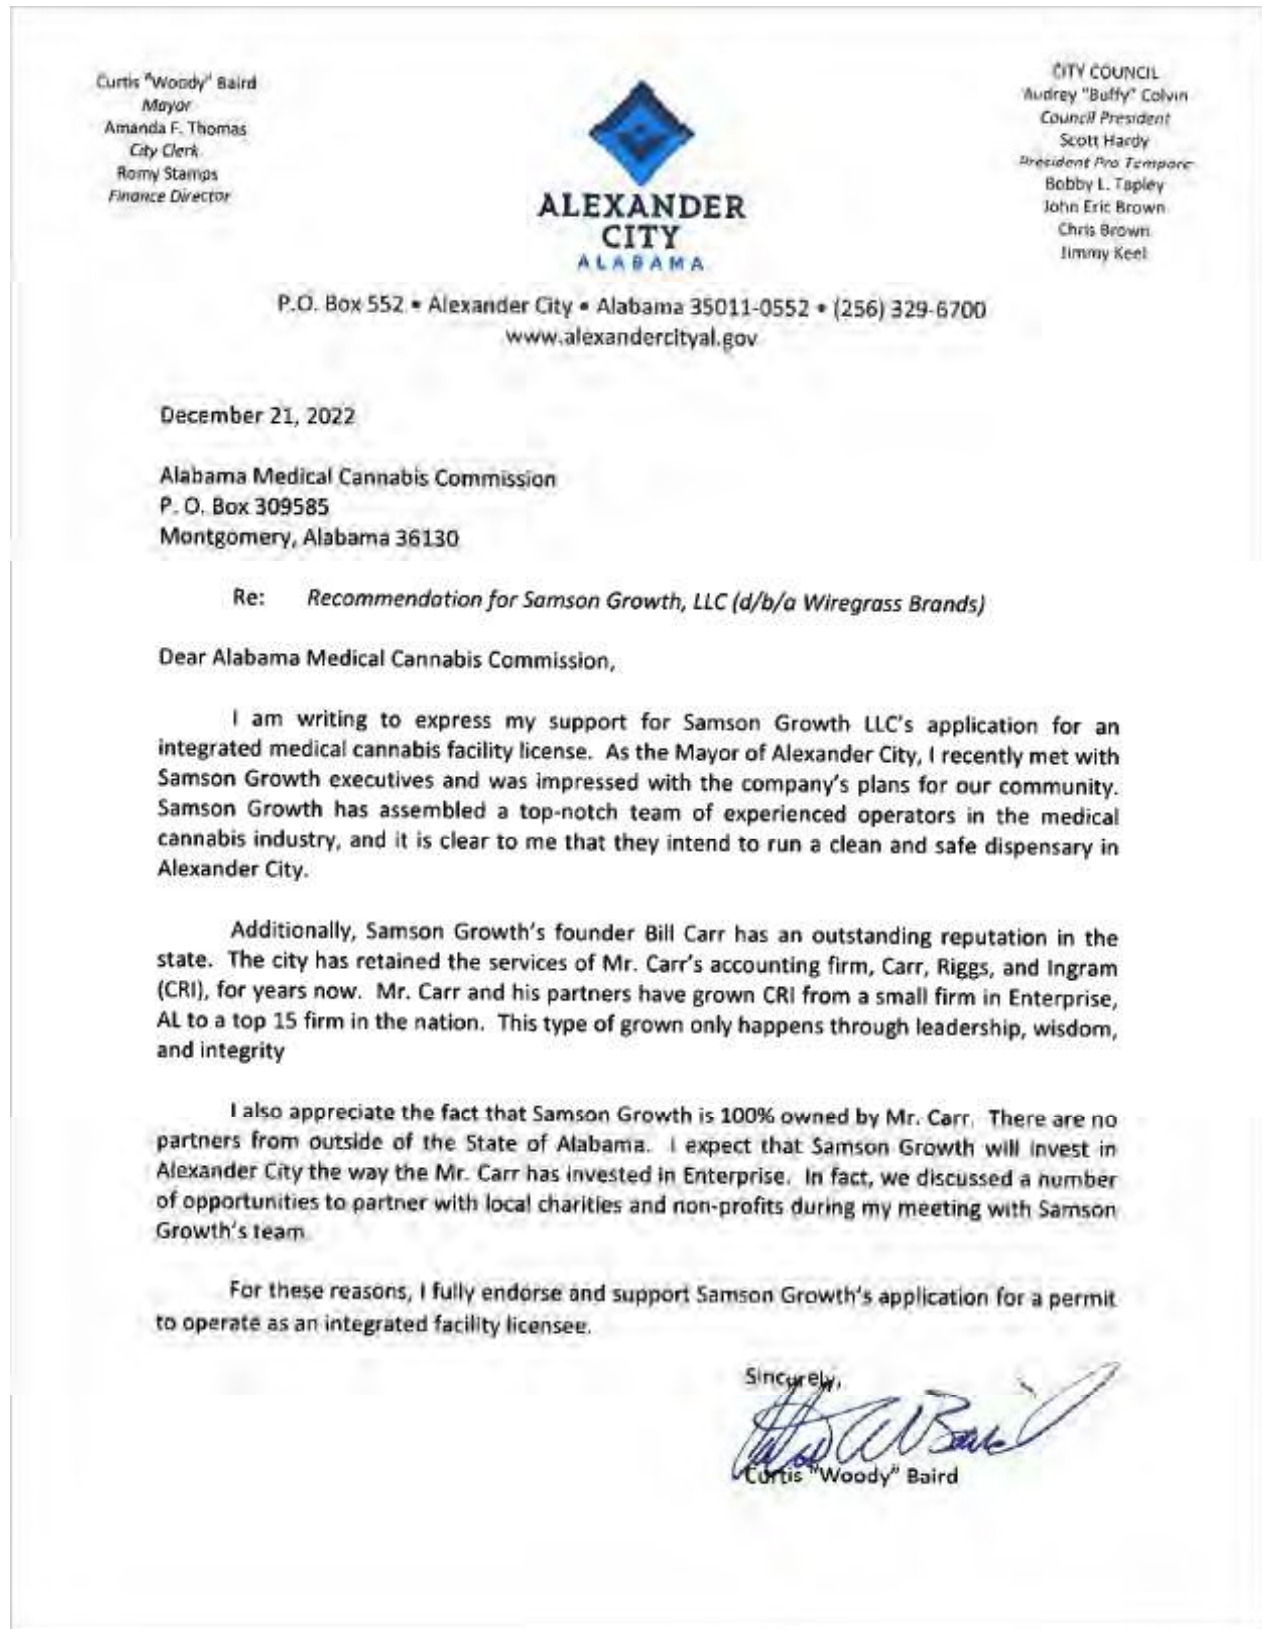 Curtis "Woody" Baird
Mayor
Amanda F. Thomas
City Clerk
Romy Stamps
Finance Director
CITY COUNCIL
Audrey "Buffy" Colvin
Council President
Scott Hardy
President Pro Tempore
Bobby L. Tapley
John Eric Brown
Chris Brown
Jimmy Keel
ALEXANDER
CITY
ALABAMA
P.O. Box 552 • Alexander City • Alabama 35011-0552 • (256) 329-6700
www.alexandercityal.gov
December 21, 2022
Alabama Medical Cannabis Commission
P. O. Box 309585
Montgomery, Alabama 36130
Re: Recommendation for Samson Growth, LLC (d/b/a Wiregrass Brands)
Dear Alabama Medical Cannabis Commission,
I am writing to express my support for Samson Growth LLC's application for an
integrated medical cannabis facility license. As the Mayor of Alexander City, I recently met with
Samson Growth executives and was impressed with the company's plans for our community.
Samson Growth has assembled a top-notch team of experienced operators in the medical
cannabis industry, and it is clear to me that they intend to run a clean and safe dispensary in
Alexander City.
Additionally, Samson Growth's founder Bill Carr has an outstanding reputation in the
state. The city has retained the services of Mr. Carr's accounting firm, Carr, Riggs, and Ingram
(CRI), for years now. Mr. Carr and his partners have grown CRI from a small firm in Enterprise,
AL to a top 15 firm in the nation. This type of grown only happens through leadership, wisdom,
and integrity
I also appreciate the fact that Samson Growth is 100% owned by Mr. Carr. There are no
partners from outside of the State of Alabama. I expect that Samson Growth will invest in
Alexander City the way the Mr. Carr has invested in Enterprise. In fact, we discussed a number
of opportunities to partner with local charities and non-profits during my meeting with Samson
Growth's team
For these reasons, I fully endorse and support Samson Growth's application for a permit
to operate as an integrated facility licensee.
Sincerely,
Curtis "Woody" Baird